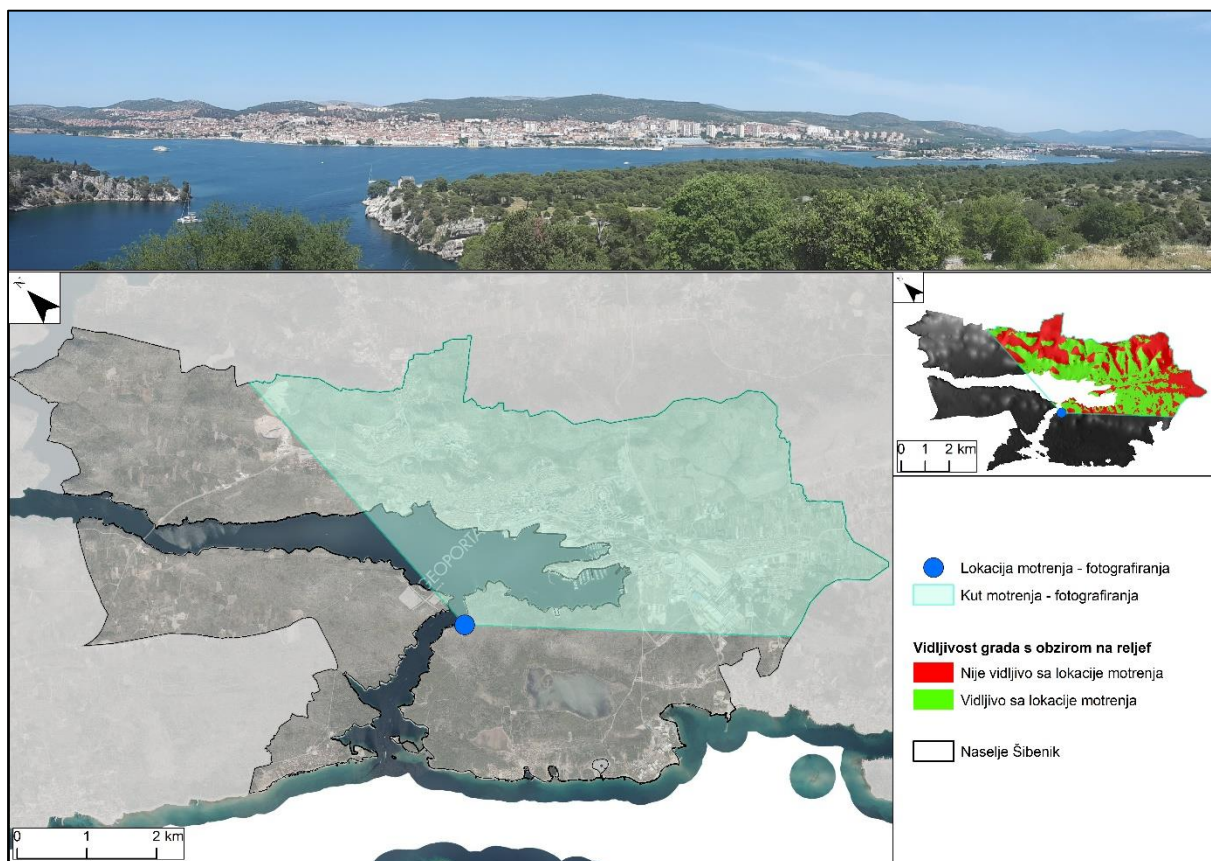 GEOPORTA
0 1 2 km
0 1 2 km
Lokacija motrenja - fotografiranja
Kut motrenja - fotografiranja
Vidljivost grada s obzirom na reljef
Nije vidljivo sa lokacije motrenja
Vidljivo sa lokacije motrenja
Naselje Šibenik